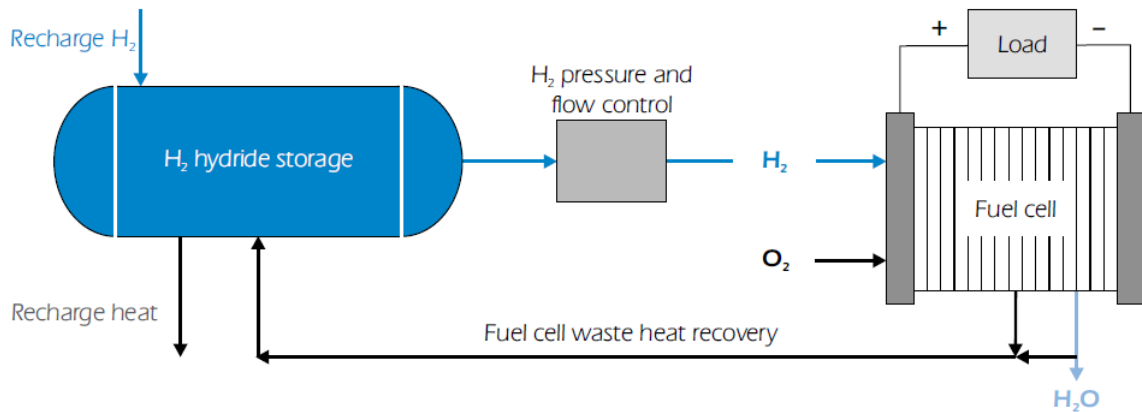 Recharge H₂
H₂ hydride storage
Recharge heat
H₂ pressure and
flow control
H₂
O₂
+
Load
−
Fuel cell
Fuel cell waste heat recovery
H₂O